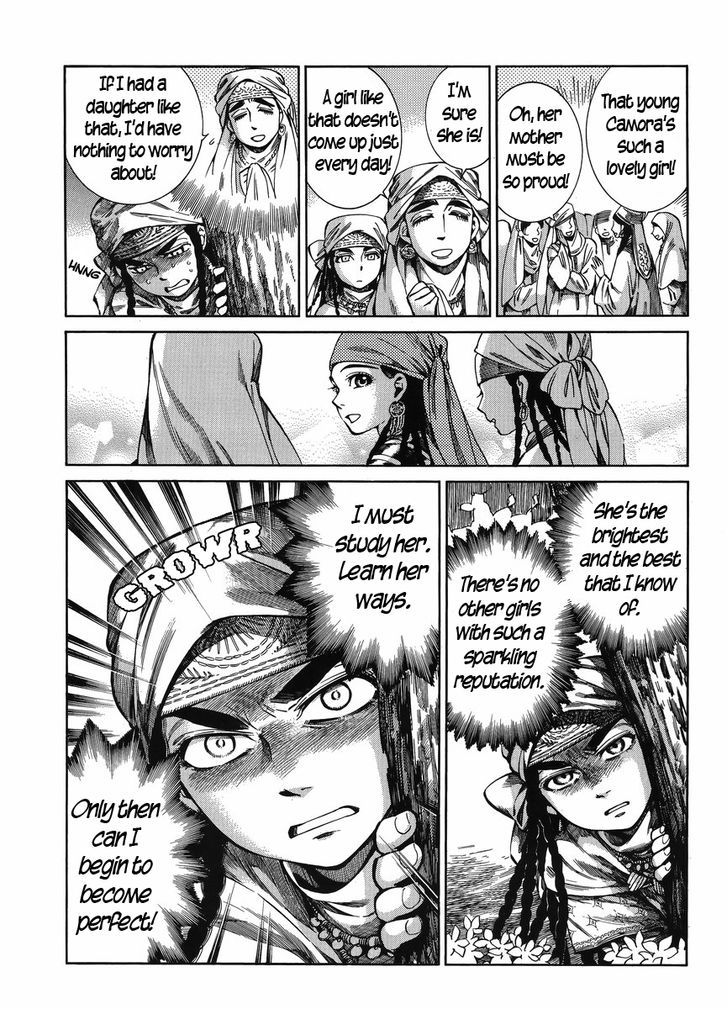 That young
Camora's
such a
lovely girl!
Oh, her
mother
must be
so proud!
I'm
sure
she is!
A girl like
that doesn't
come up just
every day!
If I had a
daughter like
that, I'd have
nothing to worry
about!
HNNG
She's the
brightest
and the best
that I know
of.
There's no
other girls
with such a
sparkling
reputation.
I must
study her.
Learn her
ways.
GROWR
Only then
can I
begin to
become
perfect!